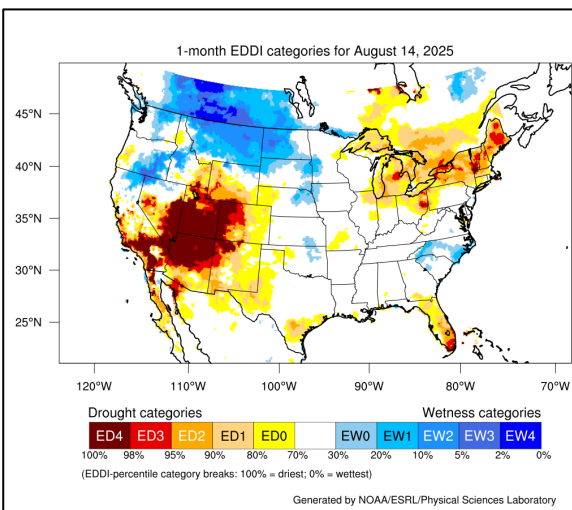 1-month EDDI categories for August 14, 2025
45°N
40°N
35°N
30°N
25°N
120°W 110°W 100°W 90°W 80°W 70°W
Drought categories Wetness categories
ED4 ED3 ED2 ED1 ED0 EW0 EW1 EW2 EW3 EW4
100% 98% 95% 90% 80% 70% 30% 20% 10% 5% 2% 0%
(EDDI-percentile category breaks: 100% = driest; 0% = wettest)
Generated by NOAA/ESRL/Physical Sciences Laboratory